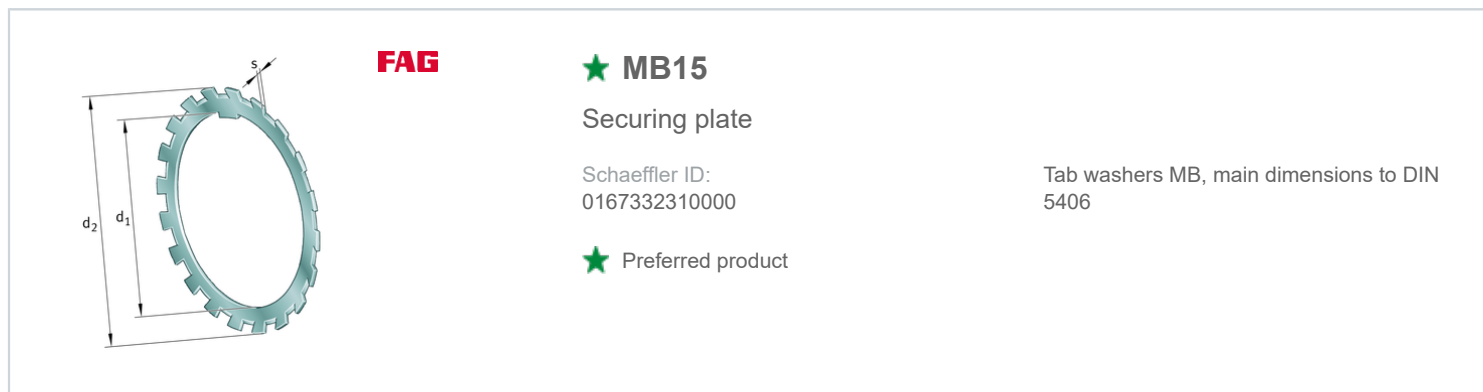 FAG
s
d2
d1
MB15
Securing plate
Schaeffler ID:
0167332310000
Tab washers MB, main dimensions to DIN
5406
Preferred product